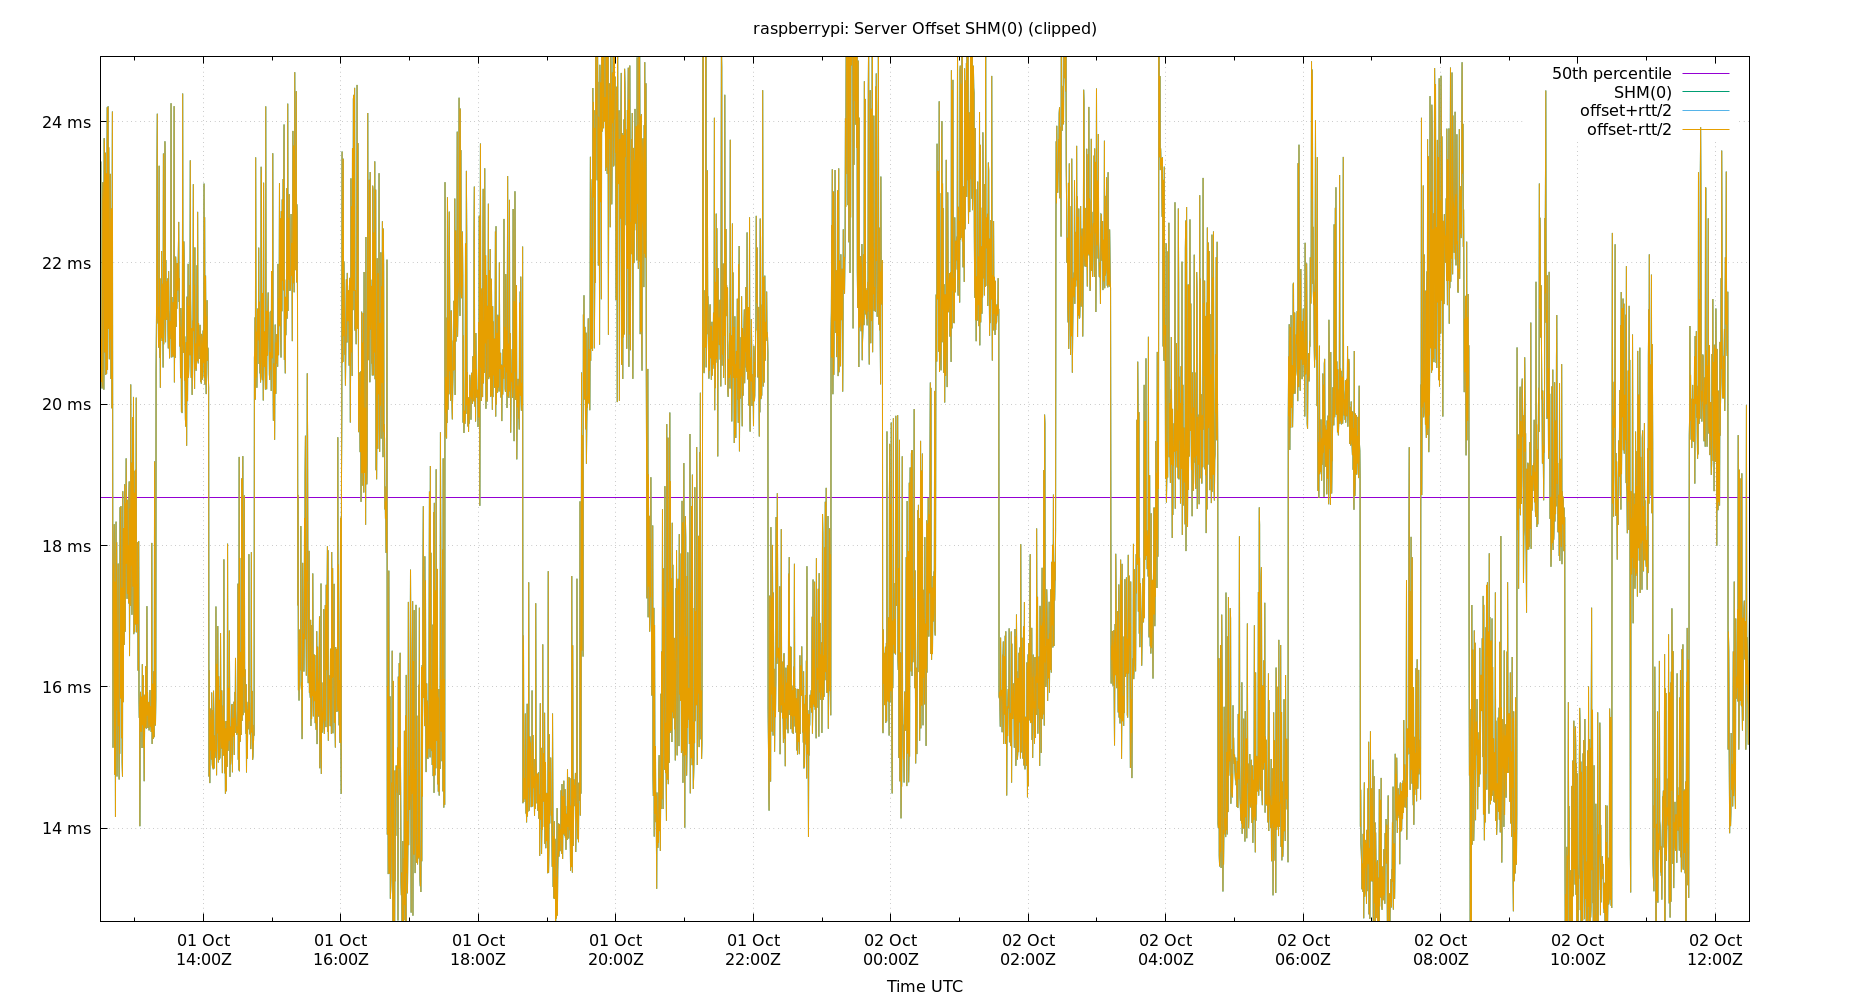 raspberrypi: Server Offset SHM(0) (clipped)
50th percentile
SHM(0)
offset+rtt/2
offset-rtt/2
24 ms
22 ms
20 ms
18 ms
16 ms
14 ms
01 Oct 01 Oct 01 Oct 01 Oct 01 Oct 02 Oct 02 Oct 02 Oct 02 Oct 02 Oct 02 Oct 02 Oct
14:00Z 16:00Z 18:00Z 20:00Z 22:00Z 00:00Z 02:00Z 04:00Z 06:00Z 08:00Z 10:00Z 12:00Z
Time UTC